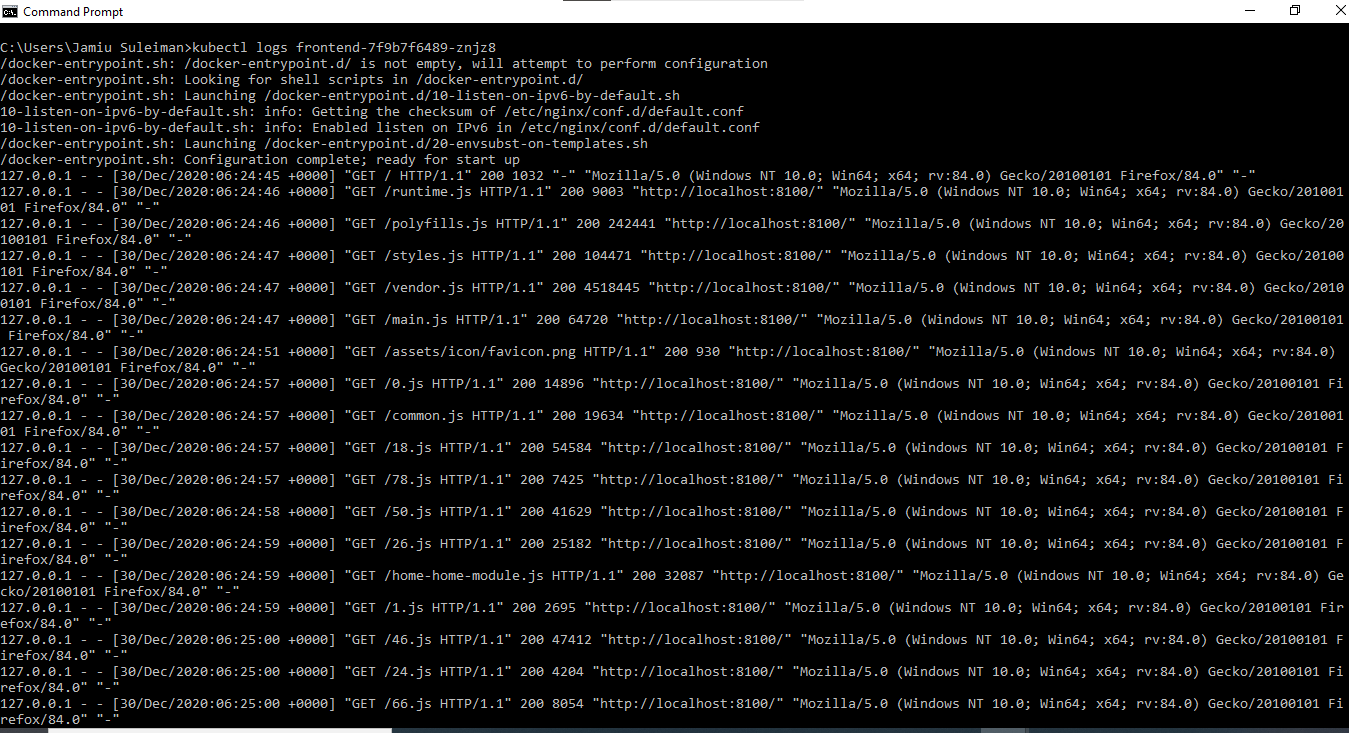 Command Prompt
C:\Users\Jamiu Suleiman>kubectl logs frontend-7f9b7f6489-znjz8
/docker-entrypoint.sh: /docker-entrypoint.d/ is not empty, will attempt to perform configuration
/docker-entrypoint.sh: Looking for shell scripts in /docker-entrypoint.d/
/docker-entrypoint.sh: Launching /docker-entrypoint.d/10-listen-on-ipv6-by-default.sh
10-listen-on-ipv6-by-default.sh: info: Getting the checksum of /etc/nginx/conf.d/default.conf
10-listen-on-ipv6-by-default.sh: info: Enabled listen on IPv6 in /etc/nginx/conf.d/default.conf
/docker-entrypoint.sh: Launching /docker-entrypoint.d/20-envsubst-on-templates.sh
/docker-entrypoint.sh: Configuration complete; ready for start up
127.0.0.1 - - [30/Dec/2020:06:24:45 +0000] "GET / HTTP/1.1" 200 1032 "-" "Mozilla/5.0 (Windows NT 10.0; Win64; x64; rv:84.0) Gecko/20100101 Firefox/84.0" "-"
127.0.0.1 - - [30/Dec/2020:06:24:46 +0000] "GET /runtime.js HTTP/1.1" 200 9003 "http://localhost:8100/" "Mozilla/5.0 (Windows NT 10.0; Win64; x64; rv:84.0) Gecko/201001
01 Firefox/84.0" "-"
127.0.0.1 - - [30/Dec/2020:06:24:46 +0000] "GET /polyfills.js HTTP/1.1" 200 242441 "http://localhost:8100/" "Mozilla/5.0 (Windows NT 10.0; Win64; x64; rv:84.0) Gecko/20
100101 Firefox/84.0" "-"
127.0.0.1 - - [30/Dec/2020:06:24:47 +0000] "GET /styles.js HTTP/1.1" 200 104471 "http://localhost:8100/" "Mozilla/5.0 (Windows NT 10.0; Win64; x64; rv:84.0) Gecko/20100
101 Firefox/84.0" "-"
127.0.0.1 - - [30/Dec/2020:06:24:47 +0000] "GET /vendor.js HTTP/1.1" 200 4518445 "http://localhost:8100/" "Mozilla/5.0 (Windows NT 10.0; Win64; x64; rv:84.0) Gecko/2010
0101 Firefox/84.0" "-"
127.0.0.1 - - [30/Dec/2020:06:24:47 +0000] "GET /main.js HTTP/1.1" 200 64720 "http://localhost:8100/" "Mozilla/5.0 (Windows NT 10.0; Win64; x64; rv:84.0) Gecko/20100101
 Firefox/84.0" "-"
127.0.0.1 - - [30/Dec/2020:06:24:51 +0000] "GET /assets/icon/favicon.png HTTP/1.1" 200 930 "http://localhost:8100/" "Mozilla/5.0 (Windows NT 10.0; Win64; x64; rv:84.0)
Gecko/20100101 Firefox/84.0" "-"
127.0.0.1 - - [30/Dec/2020:06:24:57 +0000] "GET /0.js HTTP/1.1" 200 14896 "http://localhost:8100/" "Mozilla/5.0 (Windows NT 10.0; Win64; x64; rv:84.0) Gecko/20100101 Fi
refox/84.0" "-"
127.0.0.1 - - [30/Dec/2020:06:24:57 +0000] "GET /common.js HTTP/1.1" 200 19634 "http://localhost:8100/" "Mozilla/5.0 (Windows NT 10.0; Win64; x64; rv:84.0) Gecko/201001
01 Firefox/84.0" "-"
127.0.0.1 - - [30/Dec/2020:06:24:57 +0000] "GET /18.js HTTP/1.1" 200 54584 "http://localhost:8100/" "Mozilla/5.0 (Windows NT 10.0; Win64; x64; rv:84.0) Gecko/20100101 F
irefox/84.0" "-"
127.0.0.1 - - [30/Dec/2020:06:24:57 +0000] "GET /78.js HTTP/1.1" 200 7425 "http://localhost:8100/" "Mozilla/5.0 (Windows NT 10.0; Win64; x64; rv:84.0) Gecko/20100101 Fi
refox/84.0" "-"
127.0.0.1 - - [30/Dec/2020:06:24:58 +0000] "GET /50.js HTTP/1.1" 200 41629 "http://localhost:8100/" "Mozilla/5.0 (Windows NT 10.0; Win64; x64; rv:84.0) Gecko/20100101 F
irefox/84.0" "-"
127.0.0.1 - - [30/Dec/2020:06:24:59 +0000] "GET /26.js HTTP/1.1" 200 25182 "http://localhost:8100/" "Mozilla/5.0 (Windows NT 10.0; Win64; x64; rv:84.0) Gecko/20100101 F
irefox/84.0" "-"
127.0.0.1 - - [30/Dec/2020:06:24:59 +0000] "GET /home-home-module.js HTTP/1.1" 200 32087 "http://localhost:8100/" "Mozilla/5.0 (Windows NT 10.0; Win64; x64; rv:84.0) Ge
cko/20100101 Firefox/84.0" "-"
127.0.0.1 - - [30/Dec/2020:06:24:59 +0000] "GET /1.js HTTP/1.1" 200 2695 "http://localhost:8100/" "Mozilla/5.0 (Windows NT 10.0; Win64; x64; rv:84.0) Gecko/20100101 Fir
efox/84.0" "-"
127.0.0.1 - - [30/Dec/2020:06:25:00 +0000] "GET /46.js HTTP/1.1" 200 47412 "http://localhost:8100/" "Mozilla/5.0 (Windows NT 10.0; Win64; x64; rv:84.0) Gecko/20100101 F
irefox/84.0" "-"
127.0.0.1 - - [30/Dec/2020:06:25:00 +0000] "GET /24.js HTTP/1.1" 200 4204 "http://localhost:8100/" "Mozilla/5.0 (Windows NT 10.0; Win64; x64; rv:84.0) Gecko/20100101 Fi
refox/84.0" "-"
127.0.0.1 - - [30/Dec/2020:06:25:00 +0000] "GET /66.js HTTP/1.1" 200 8054 "http://localhost:8100/" "Mozilla/5.0 (Windows NT 10.0; Win64; x64; rv:84.0) Gecko/20100101 Fi
refox/84.0" "-"